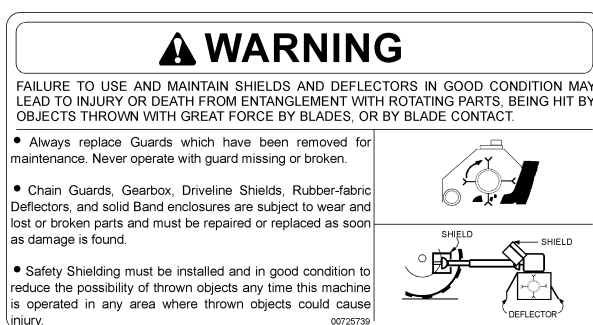 WARNING
FAILURE TO USE AND MAINTAIN SHIELDS AND DEFLECTORS IN GOOD CONDITION MAY
LEAD TO INJURY OR DEATH FROM ENTANGLEMENT WITH ROTATING PARTS, BEING HIT BY
OBJECTS THROWN WITH GREAT FORCE BY BLADES, OR BY BLADE CONTACT.
• Always replace Guards which have been removed for
maintenance. Never operate with guard missing or broken.
• Chain Guards, Gearbox, Driveline Shields, Rubber-fabric
Deflectors, and solid Band enclosures are subject to wear and
lost or broken parts and must be repaired or replaced as soon
as damage is found.
• Safety Shielding must be installed and in good condition to
reduce the possibility of thrown objects any time this machine
is operated in any area where thrown objects could cause
injury.
00725739
SHIELD
SHIELD
DEFLECTOR